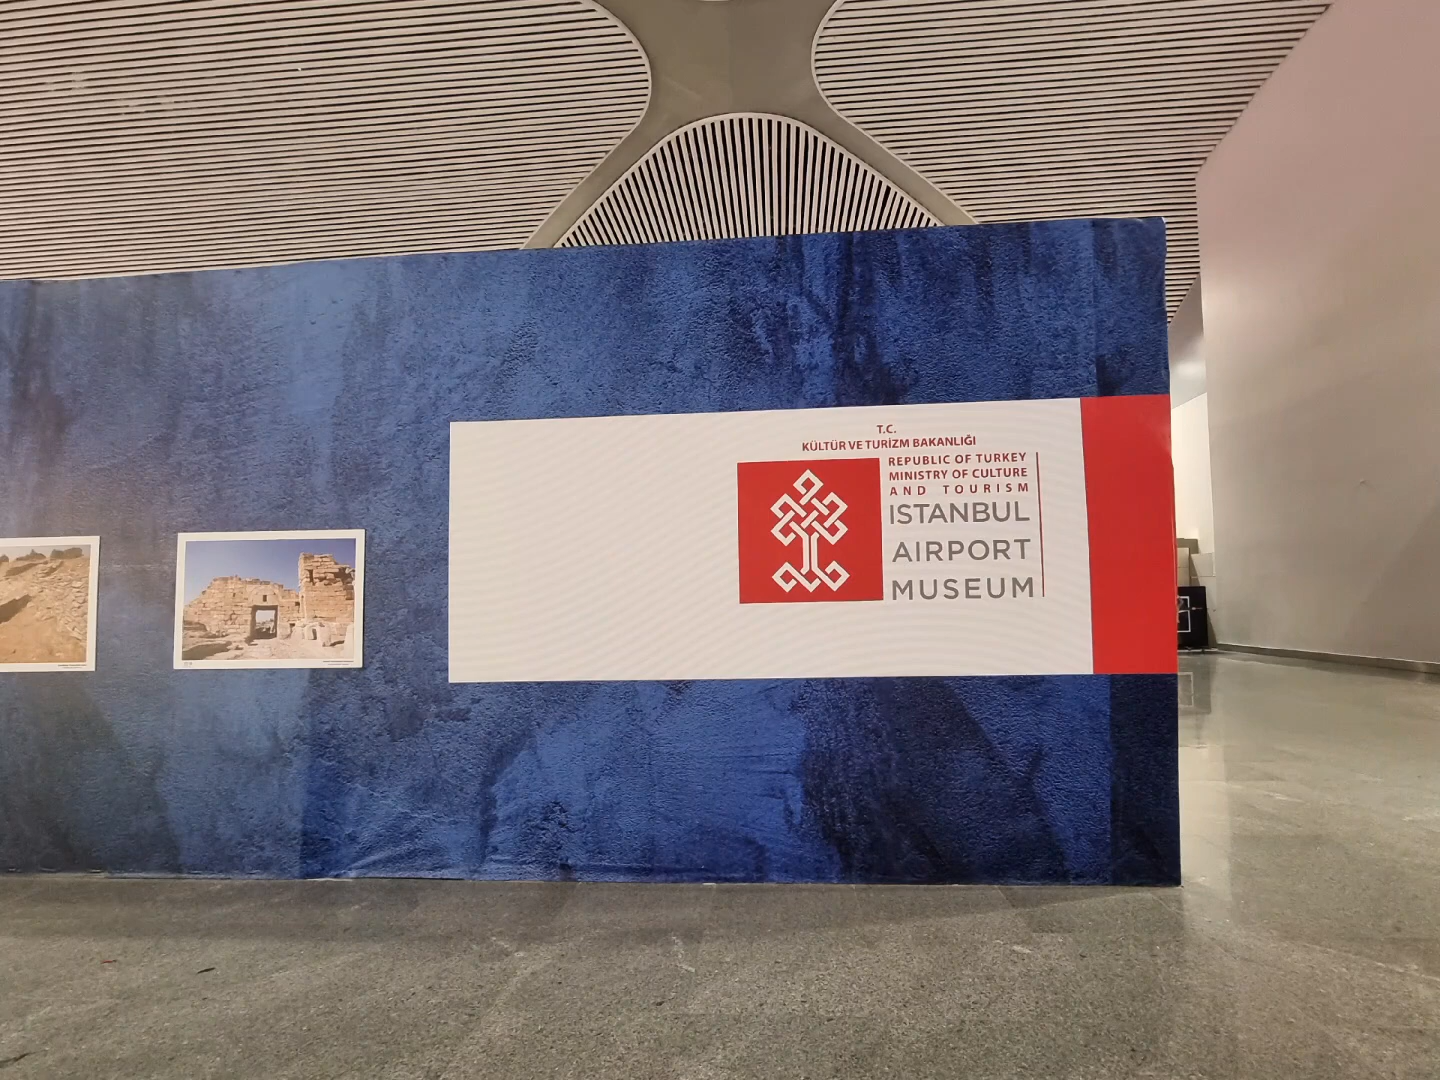 T.C.
KÜLTÜR VE TURİZM BAKANLIĞI
REPUBLIC OF TURKEY
MINISTRY OF CULTURE
AND TOURISM
ISTANBUL
AIRPORT
MUSEUM